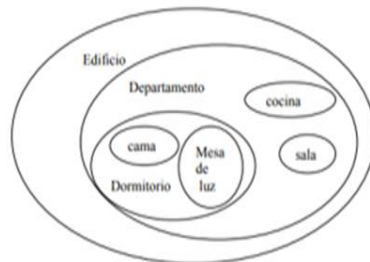 Edificio
Departamento
cocina
cama
Mesa
de
luz
sala
Dormitorio